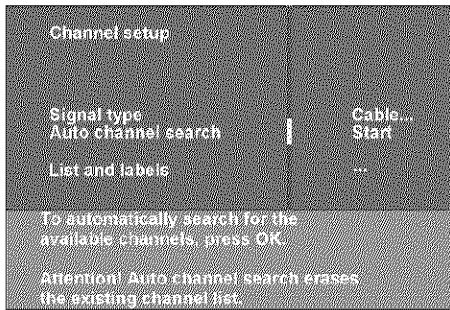 Channel setup
Signal type Cable...
Auto channel search Start
List and labels ...
To automatically search for the
available channels, press OK.
Attention! Auto channel search erases
the existing channel list.